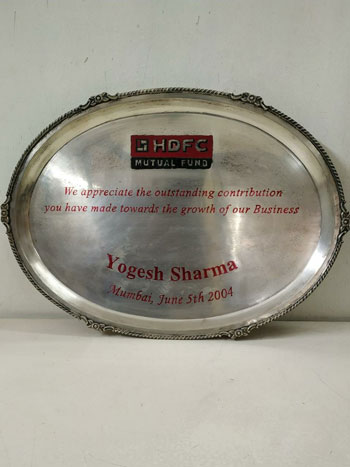 HDFC
MUTUAL FUND
We appreciate the outstanding contribution
you have made towards the growth of our Business
Yogesh Sharma
Mumbai, June 5th 2004